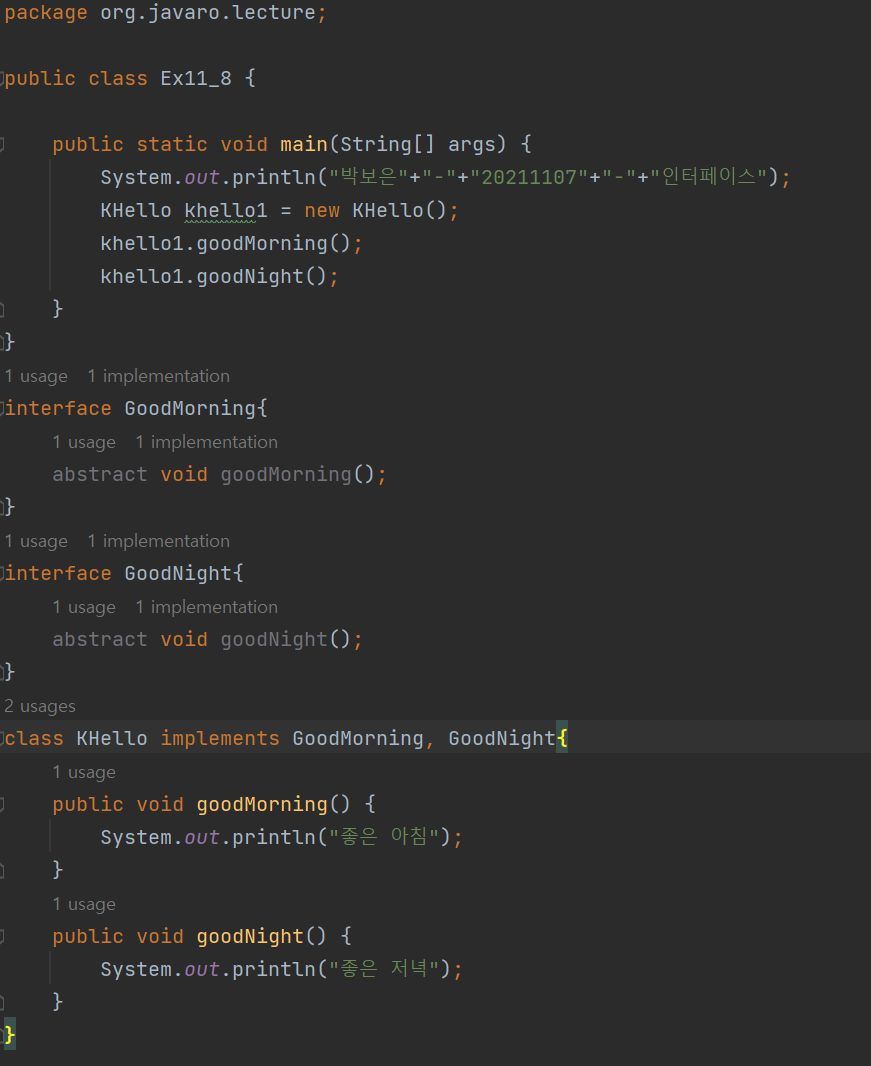 package org.javaro.lecture;
public class Ex11_8 {
public static void main(String[] args) {
System.out.println("박보은"+"-"+"20211107"+"-"+"인터페이스");
KHello khello1 = new KHello();
khello1.goodMorning();
khello1.goodNight();
}
}
1 usage 1 implementation
interface GoodMorning{
1 usage 1 implementation
abstract void goodMorning();
}
1 usage 1 implementation
interface GoodNight{
1 usage 1 implementation
abstract void goodNight();
}
2 usages
class KHello implements GoodMorning, GoodNight{
1 usage
public void goodMorning() {
System.out.println("좋은 아침");
}
1 usage
public void goodNight() {
System.out.println("좋은 저녁");
}
}